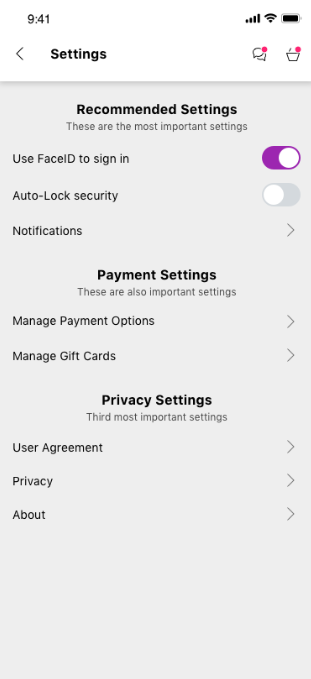 9:41
Settings
Recommended Settings
These are the most important settings
Use FaceID to sign in
Auto-Lock security
Notifications
Payment Settings
These are also important settings
Manage Payment Options
Manage Gift Cards
Privacy Settings
Third most important settings
User Agreement
Privacy
About